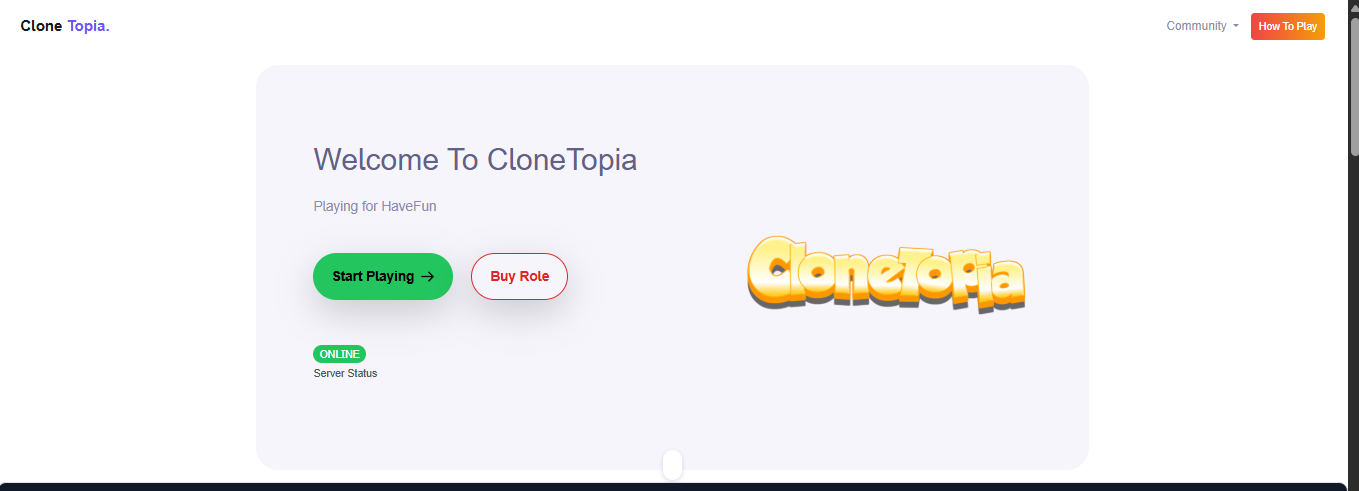 Clone Topia.
Community
How To Play
Welcome To CloneTopia
Playing for HaveFun
Start Playing →
Buy Role
CloneTopia
ONLINE
Server Status